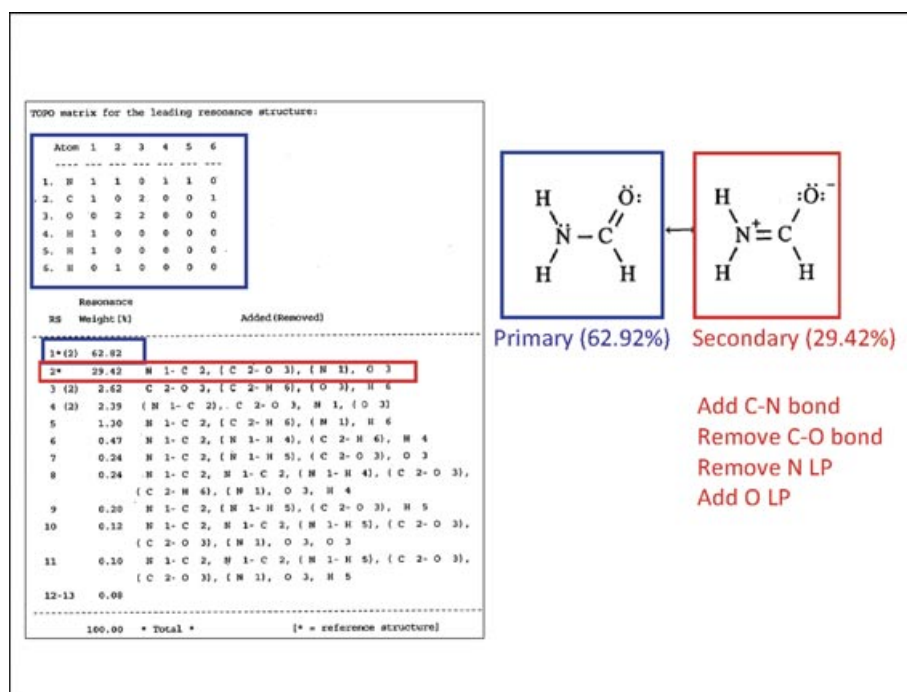 TOPO matrix for the leading resonance structure:
Atom 1 2 3 4 5 6
---- --- --- --- --- --- ---
1. N 1 1 0 1 1 0
2. C 1 0 2 0 0 1
3. O 0 2 2 0 0 0
4. H 1 0 0 0 0 0
5. H 1 0 0 0 0 0
6. H 0 1 0 0 0 0
Resonance
RS Weight(%) Added(Removed)
1*(2) 62.82
2* 29.42 N 1- C 2, ( C 2- O 3), ( N 1), O 3
3 (2) 2.62 C 2- O 3, ( C 2- H 6), ( O 3), H 6
4 (2) 2.39 ( N 1- C 2), C 2- O 3, N 1, ( O 3)
5 1.30 N 1- C 2, ( C 2- H 6), ( N 1), H 6
6 0.47 N 1- C 2, ( N 1- H 4), ( C 2- H 6), H 4
7 0.24 N 1- C 2, ( N 1- H 5), ( C 2- O 3), O 3
8 0.24 N 1- C 2, N 1- C 2, ( N 1- H 4), ( C 2- O 3),
( C 2- H 6), ( N 1), O 3, H 4
9 0.20 N 1- C 2, ( N 1- H 5), ( C 2- O 3), H 5
10 0.12 N 1- C 2, N 1- C 2, ( N 1- H 5), ( C 2- O 3),
( C 2- O 3), ( N 1), O 3, O 3
11 0.10 N 1- C 2, N 1- C 2, ( N 1- H 5), ( C 2- O 3),
( C 2- O 3), ( N 1), O 3, H 5
12-13 0.08
100.00 * Total * [* = reference structure]
H Ö:
N̈—C
H H
H :Ö:⁻
N⁺=C
H H
Primary (62.92%)
Secondary (29.42%)
Add C-N bond
Remove C-O bond
Remove N LP
Add O LP